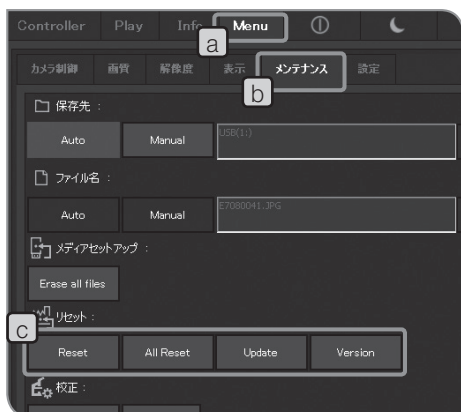 Controller Play Info Menu
a
カメラ制御 画質 解像度 表示 メンテナンス 設定
b
保存先 :
Auto Manual USB(1:)
ファイル名 :
Auto Manual E7080041.JPG
メディアセットアップ :
Erase all files
c
リセット :
Reset All Reset Update Version
校正 :